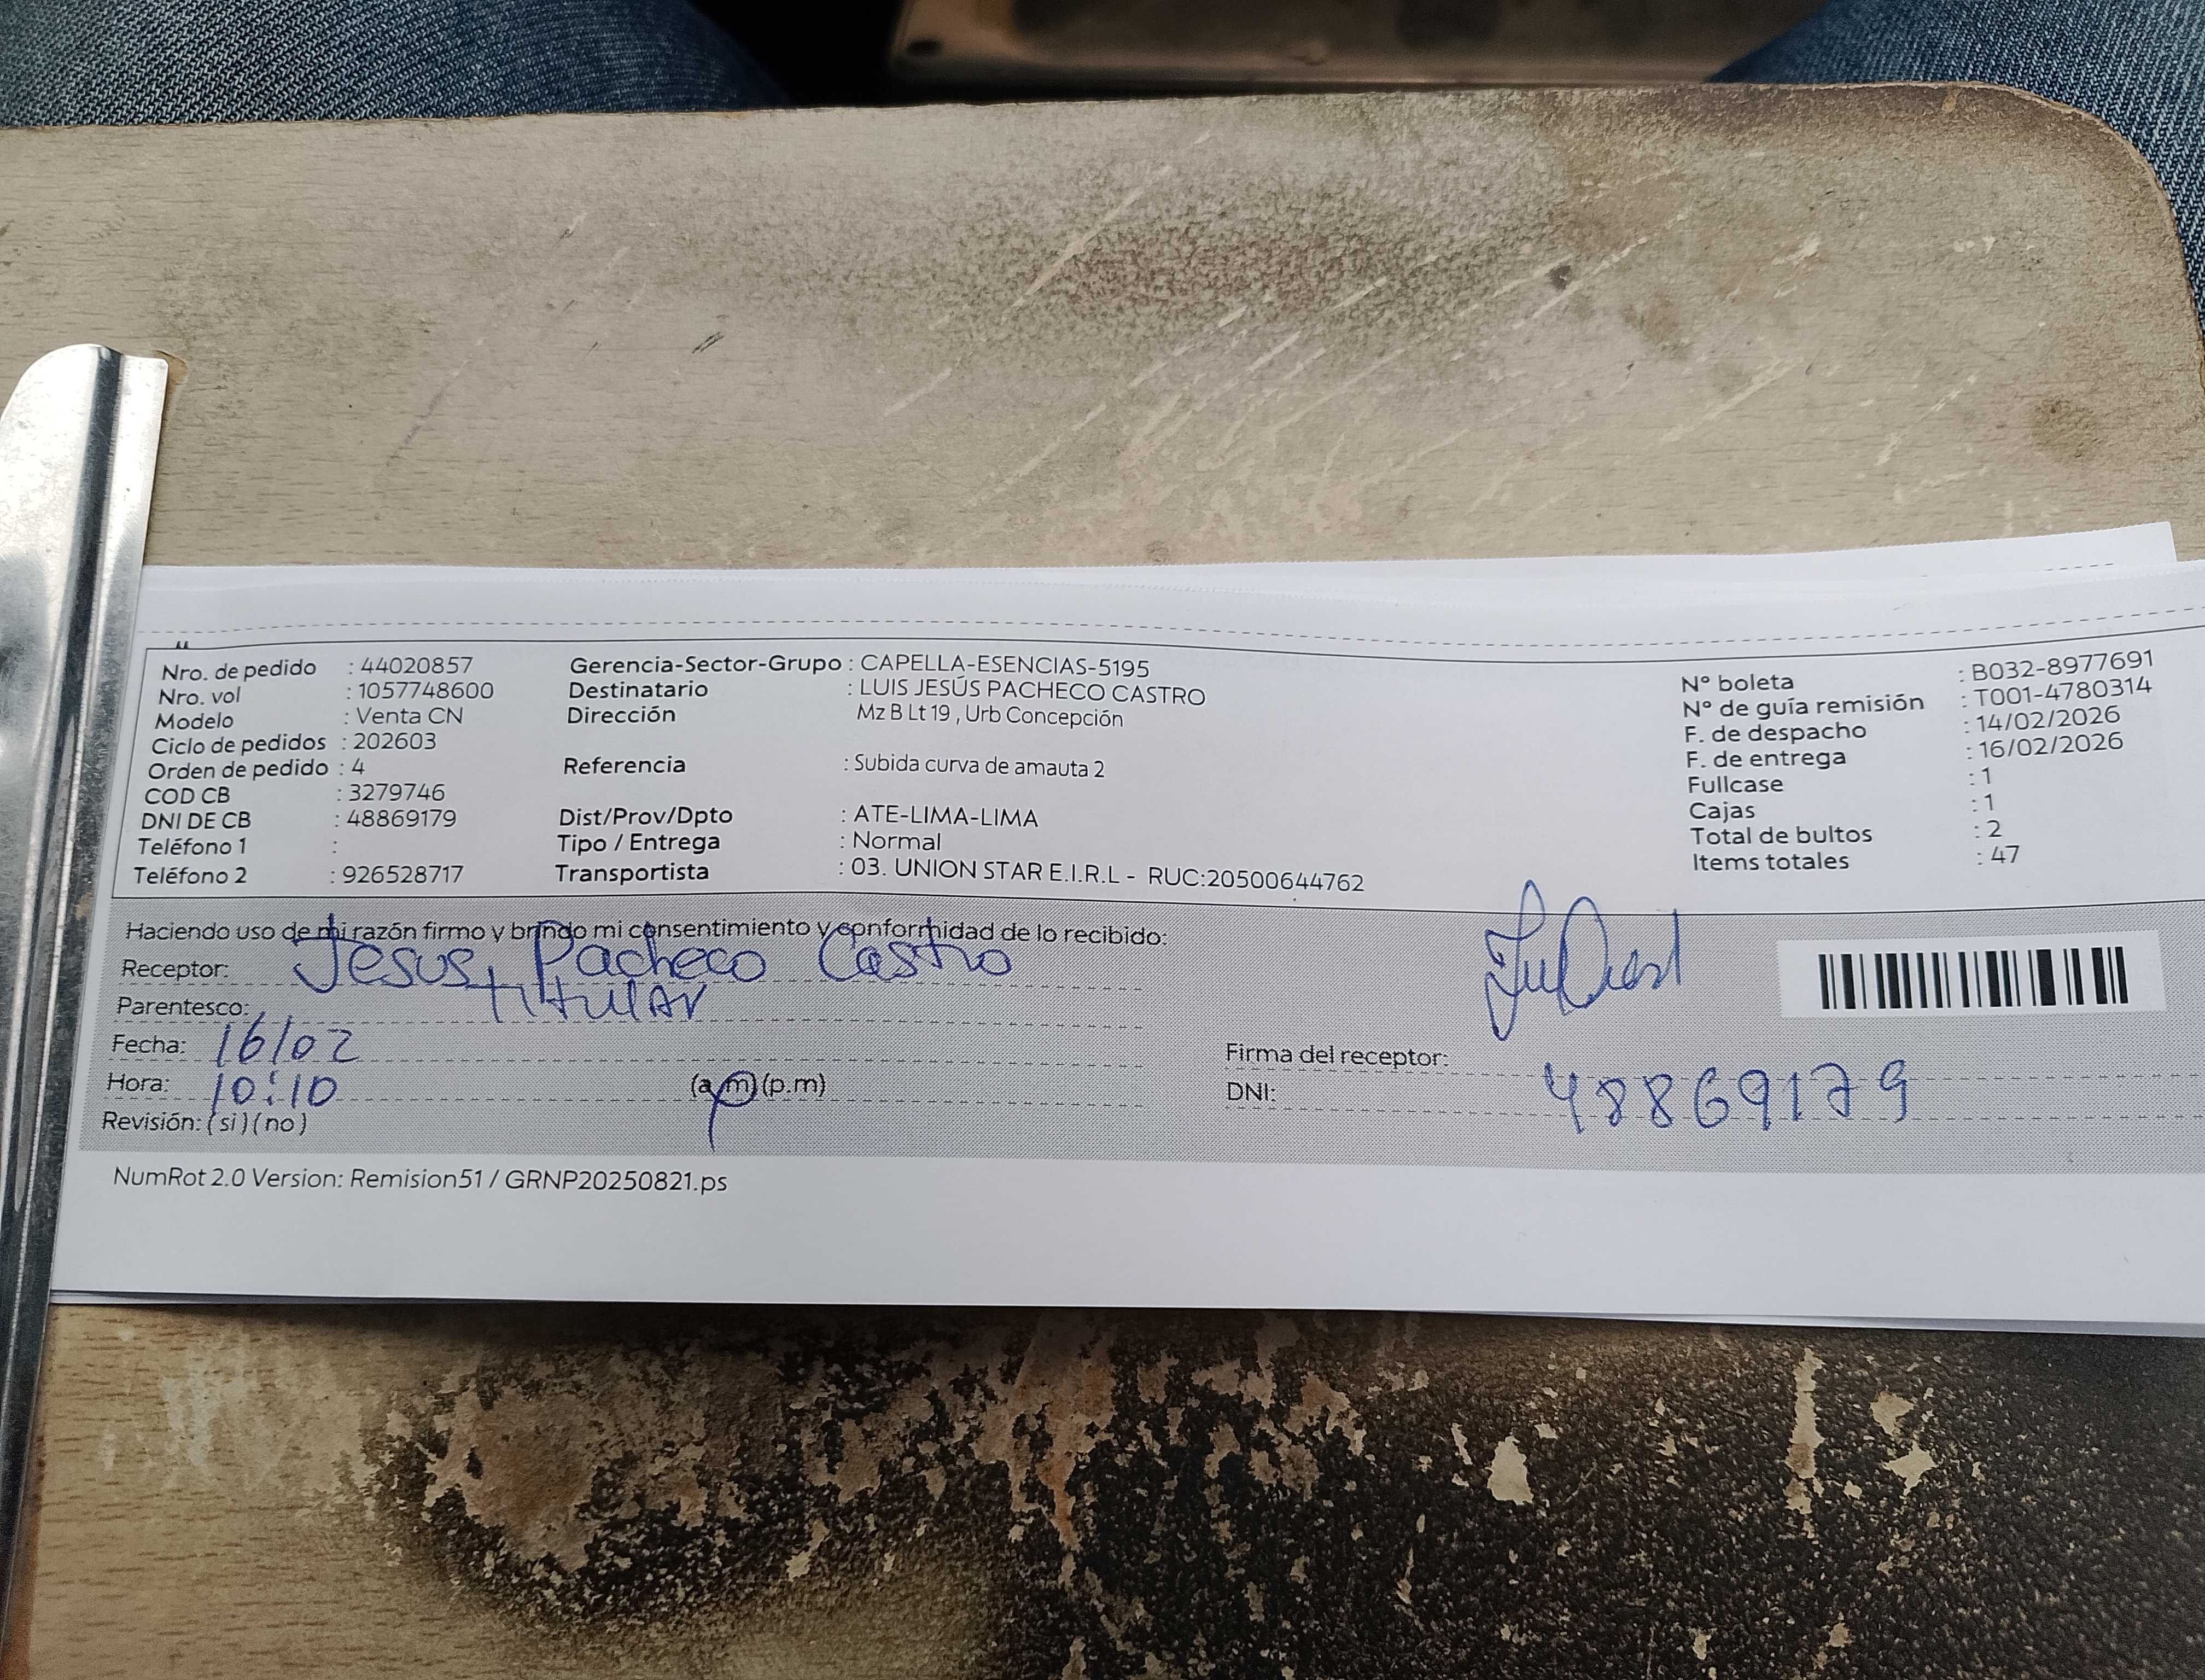 Nro. de pedido : 44020857
Nro. vol : 1057748600
Modelo : Venta CN
Ciclo de pedidos : 202603
Orden de pedido : 4
COD CB : 3279746
DNI DE CB : 48869179
Teléfono 1 :
Teléfono 2 : 926528717
Gerencia-Sector-Grupo : CAPELLA-ESENCIAS-5195
Destinatario : LUIS JESÚS PACHECO CASTRO
Dirección Mz B Lt 19 , Urb Concepción
Referencia : Subida curva de amauta 2
Dist/Prov/Dpto : ATE-LIMA-LIMA
Tipo / Entrega : Normal
Transportista : 03. UNION STAR E.I.R.L - RUC:20500644762
N° boleta : B032-8977691
N° de guía remisión : T001-4780314
F. de despacho : 14/02/2026
F. de entrega : 16/02/2026
Fullcase : 1
Cajas : 1
Total de bultos : 2
Items totales : 47
Haciendo uso de mi razón firmo y brindo mi consentimiento y conformidad de lo recibido:
Receptor: Jesus Pacheco Castro
Parentesco: titular
Fecha: 16/02
Hora: 10:10 (a.m)(p.m)
Revisión: (si)(no)
Firma del receptor:
DNI: 48869179
NumRot 2.0 Version: Remision51 / GRNP20250821.ps